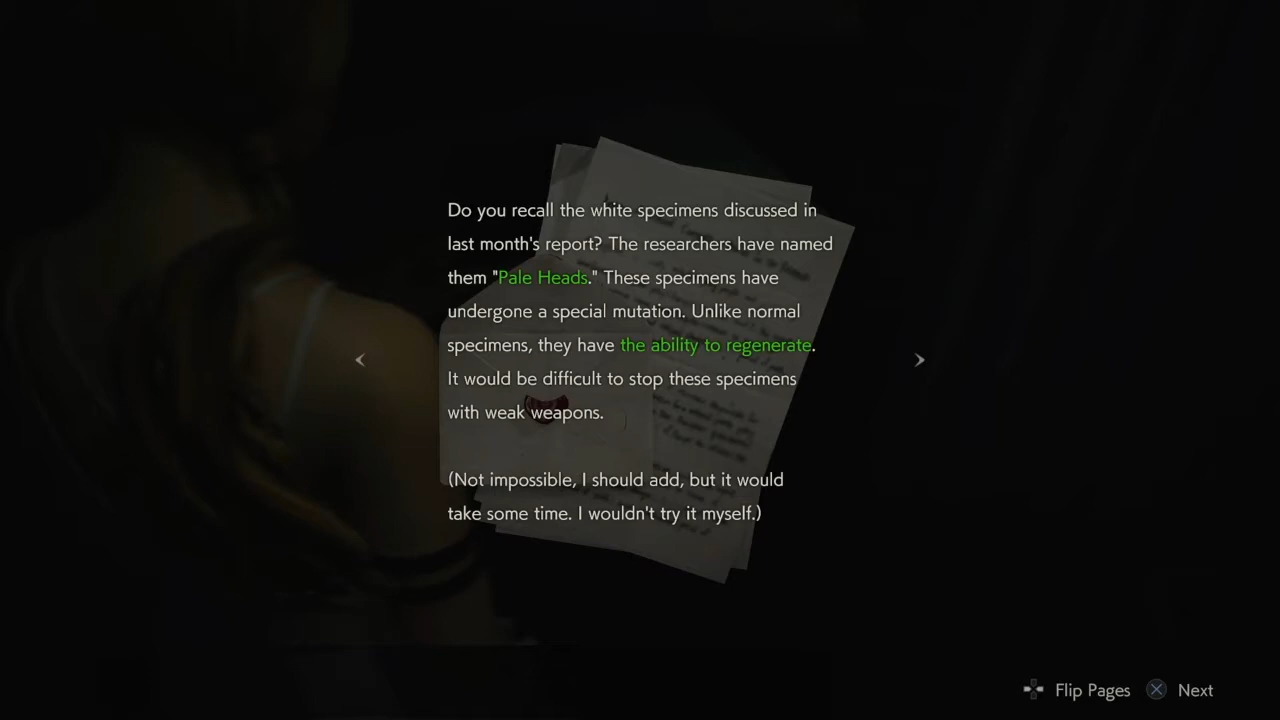 Do you recall the white specimens discussed in
last month's report? The researchers have named
them "Pale Heads." These specimens have
undergone a special mutation. Unlike normal
specimens, they have the ability to regenerate.
It would be difficult to stop these specimens
with weak weapons.
(Not impossible, I should add, but it would
take some time. I wouldn't try it myself.)
Flip Pages
Next